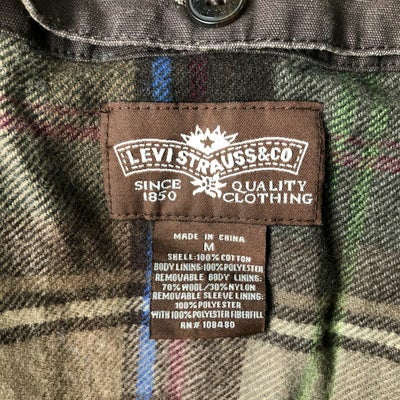 LEVI STRAUSS & CO
SINCE QUALITY
1850 CLOTHING
MADE IN CHINA
M
SHELL:100% COTTON
BODY LINING:100% POLYESTER
REMOVABLE BODY LINING:
70% WOOL/30% NYLON
REMOVABLE SLEEVE LINING:
100% POLYESTER
WITH 100% POLYESTER FIBERFILL
RN# 108480